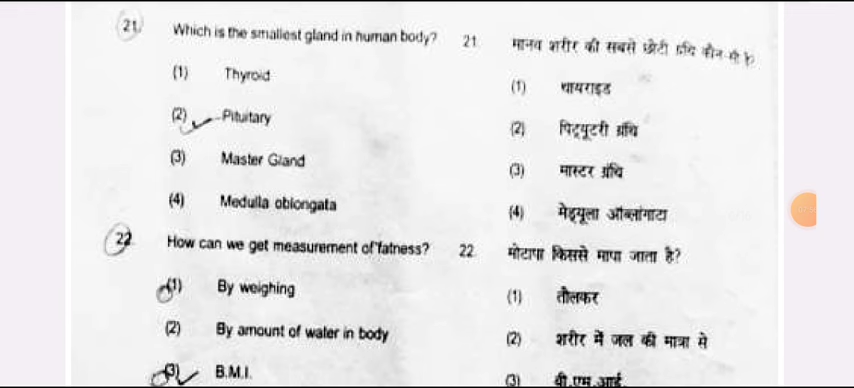 21. Which is the smallest gland in human body?
(1) Thyroid
(2) Pituitary
(3) Master Gland
(4) Medulla oblongata
22. How can we get measurement of fatness?
(1) By weighing
(2) By amount of water in body
(3) B.M.I.
21 मानव शरीर की सबसे छोटी ग्रंथि कौन-सी है?
(1) थायराइड
(2) पिट्यूटरी ग्रंथि
(3) मास्टर ग्रंथि
(4) मेड्यूला ऑब्लांगाटा
22. मोटापा किससे मापा जाता है?
(1) तौलकर
(2) शरीर में जल की मात्रा से
(3) बी.एम.आई.